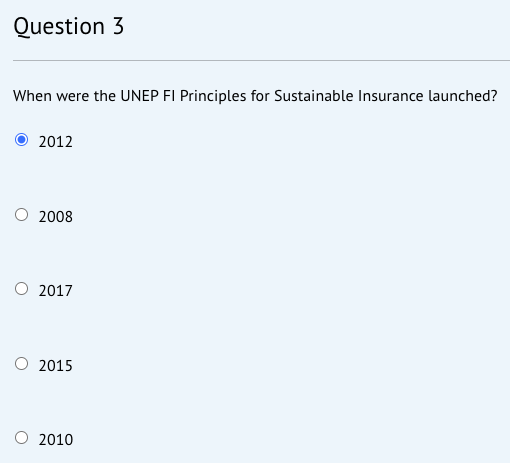 Question 3
When were the UNEP FI Principles for Sustainable Insurance launched?
2012
2008
2017
2015
2010